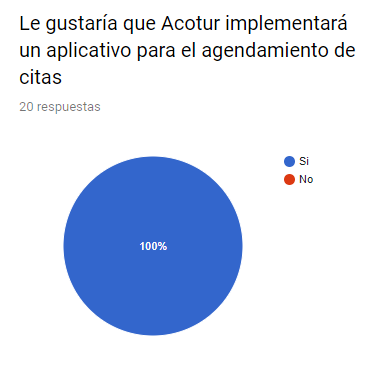 Le gustaría que Acotur implementará
un aplicativo para el agendamiento de
citas
20 respuestas
Si
No
100%